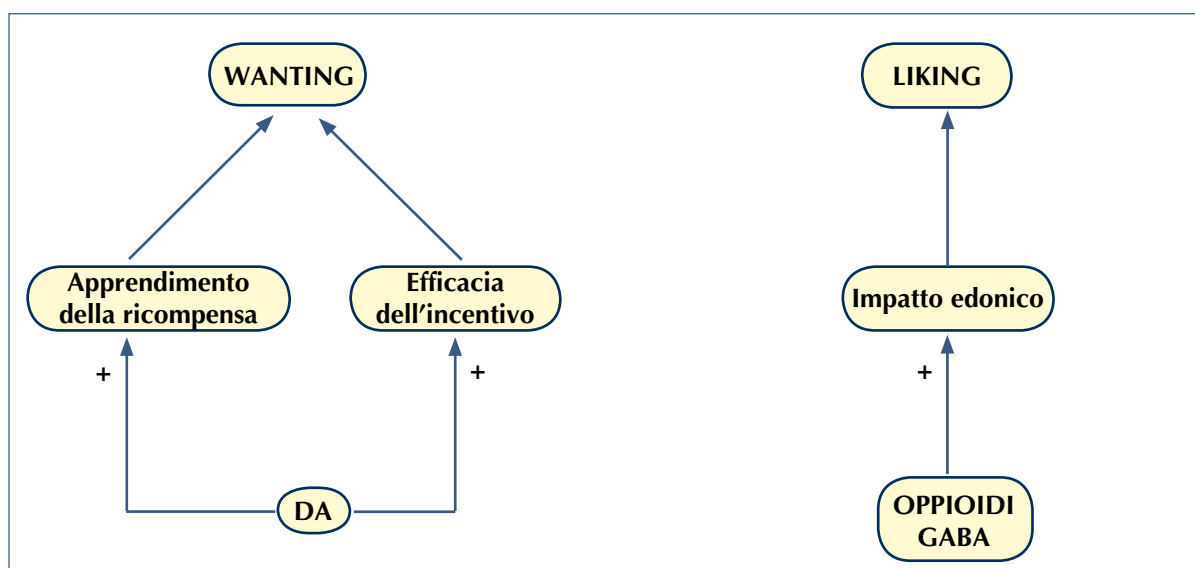 WANTING
LIKING
Apprendimento
della ricompensa
Efficacia
dell'incentivo
Impatto edonico
+
+
+
DA
OPPIOIDI
GABA